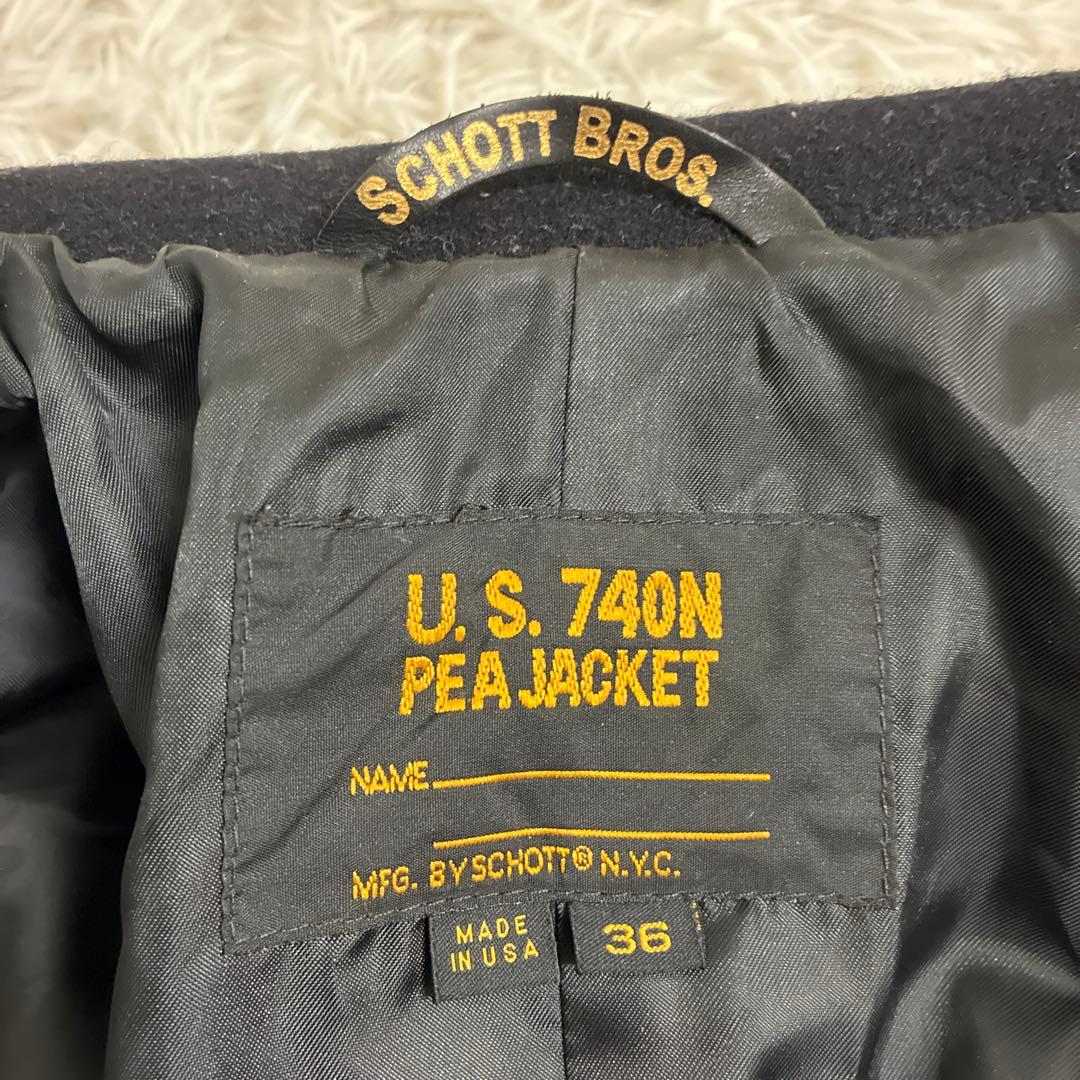 SCHOTT BROS.
U. S. 740N
PEA JACKET
NAME
MFG. BY SCHOTT® N.Y.C.
MADE
IN USA
36